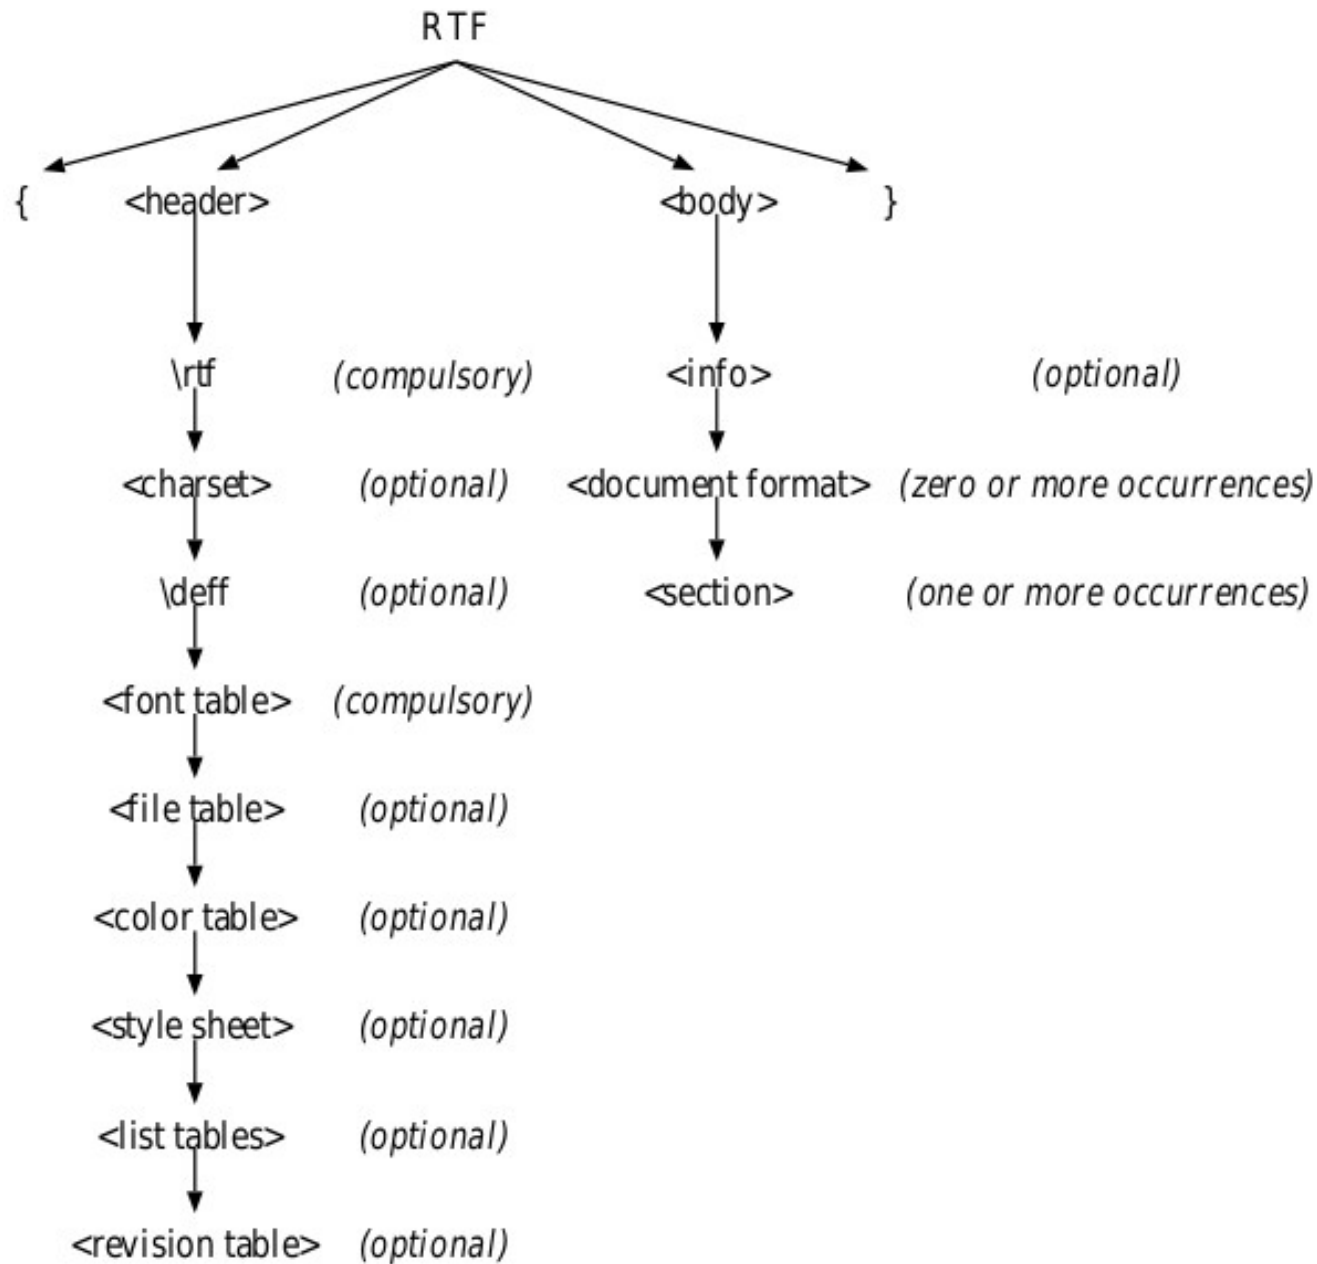 RTF
{ <header> <body> }
\rtf (compulsory) <info> (optional)
<charset> (optional) <document format> (zero or more occurrences)
\deff (optional) <section> (one or more occurrences)
<font table> (compulsory)
<file table> (optional)
<color table> (optional)
<style sheet> (optional)
<list tables> (optional)
<revision table> (optional)